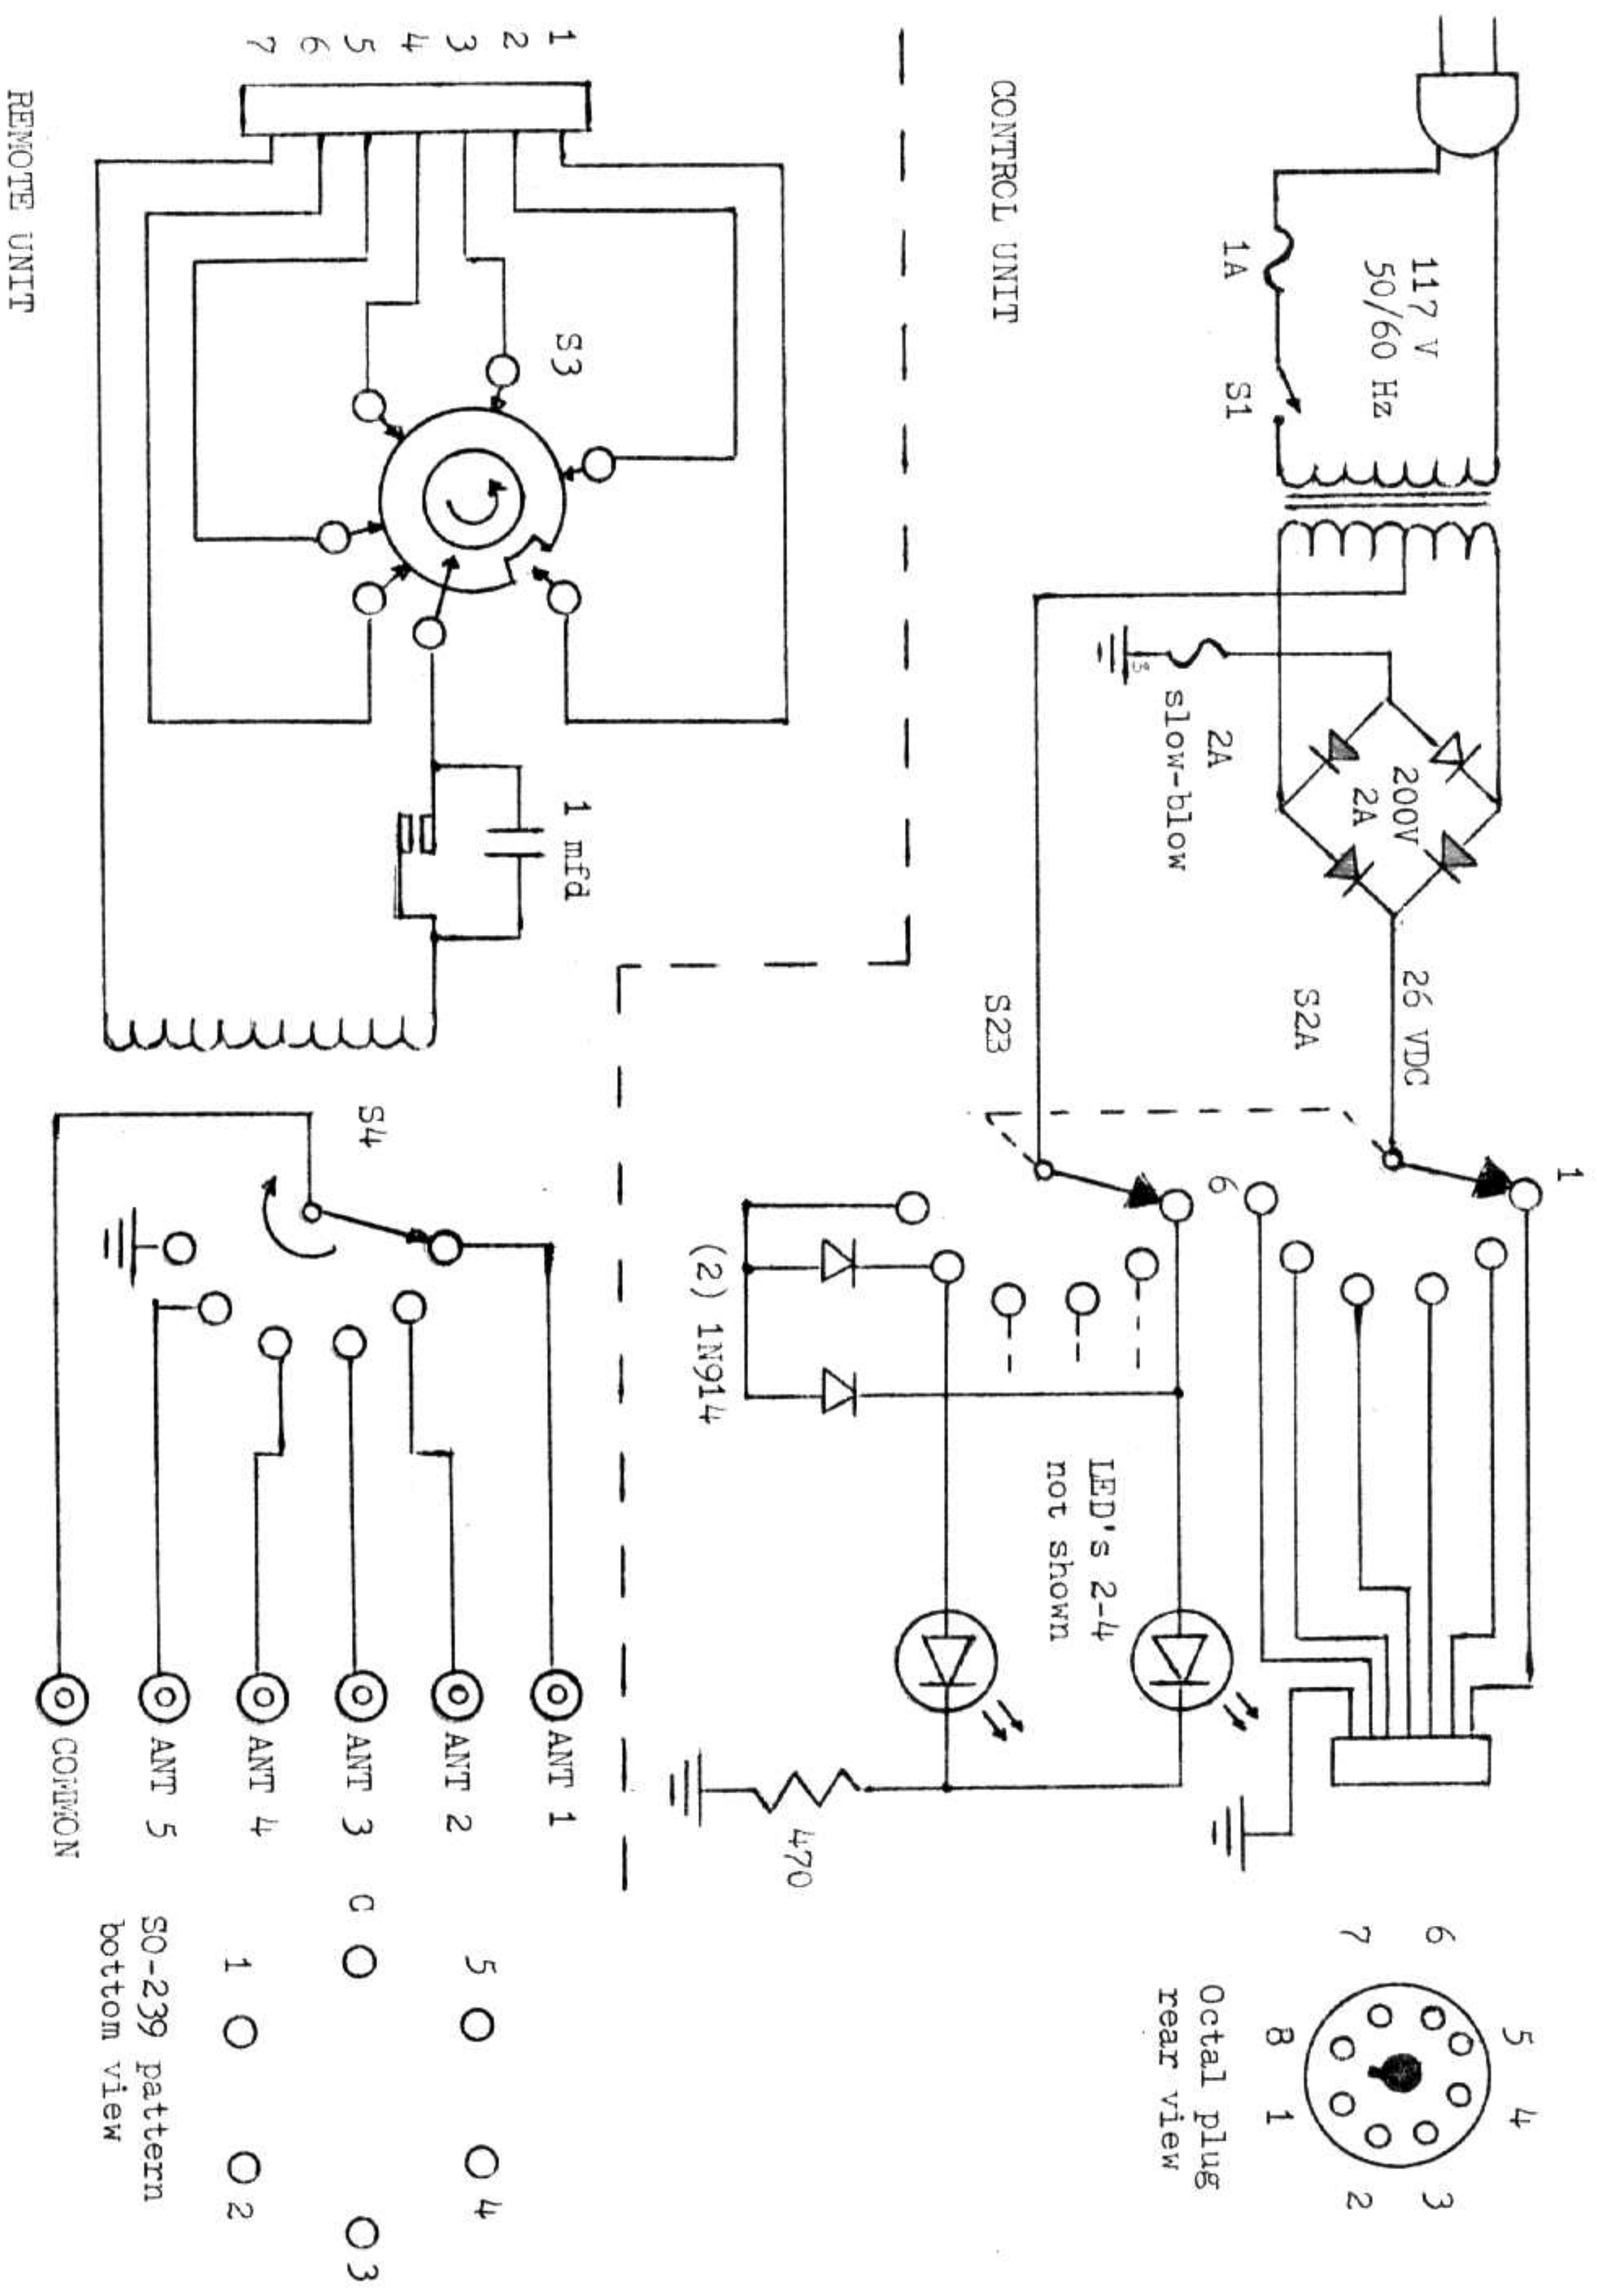 117 V
50/60 Hz
1A
S1
2A
slow-blow
3
200V
2A
26 VDC
S2A
S2B
1
6
LED's 2-4
not shown
(2) 1N914
470
Octal plug
rear view
5
4
6
3
7
2
8
1
CONTROL UNIT
1
2
3
4
5
6
7
S3
1 mfd
S4
ANT 1
ANT 2
ANT 3
ANT 4
ANT 5
COMMON
5
4
C
3
1
2
SO-239 pattern
bottom view
REMOTE UNIT